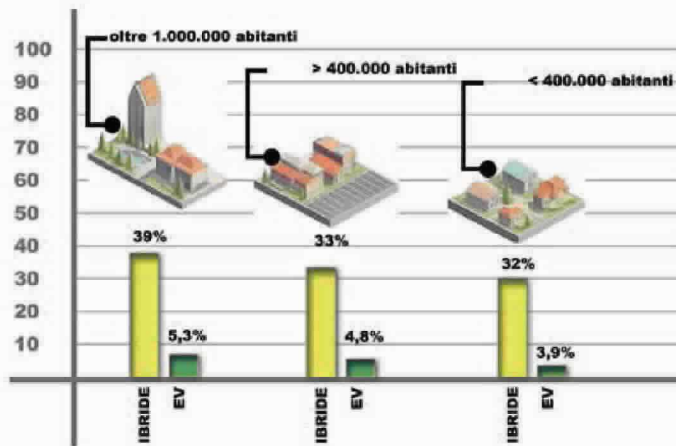 oltre 1.000.000 abitanti
> 400.000 abitanti
< 400.000 abitanti
100
90
80
70
60
50
40
30
20
10
39%
5,3%
33%
4,8%
32%
3,9%
IBRIDE
EV
IBRIDE
EV
IBRIDE
EV